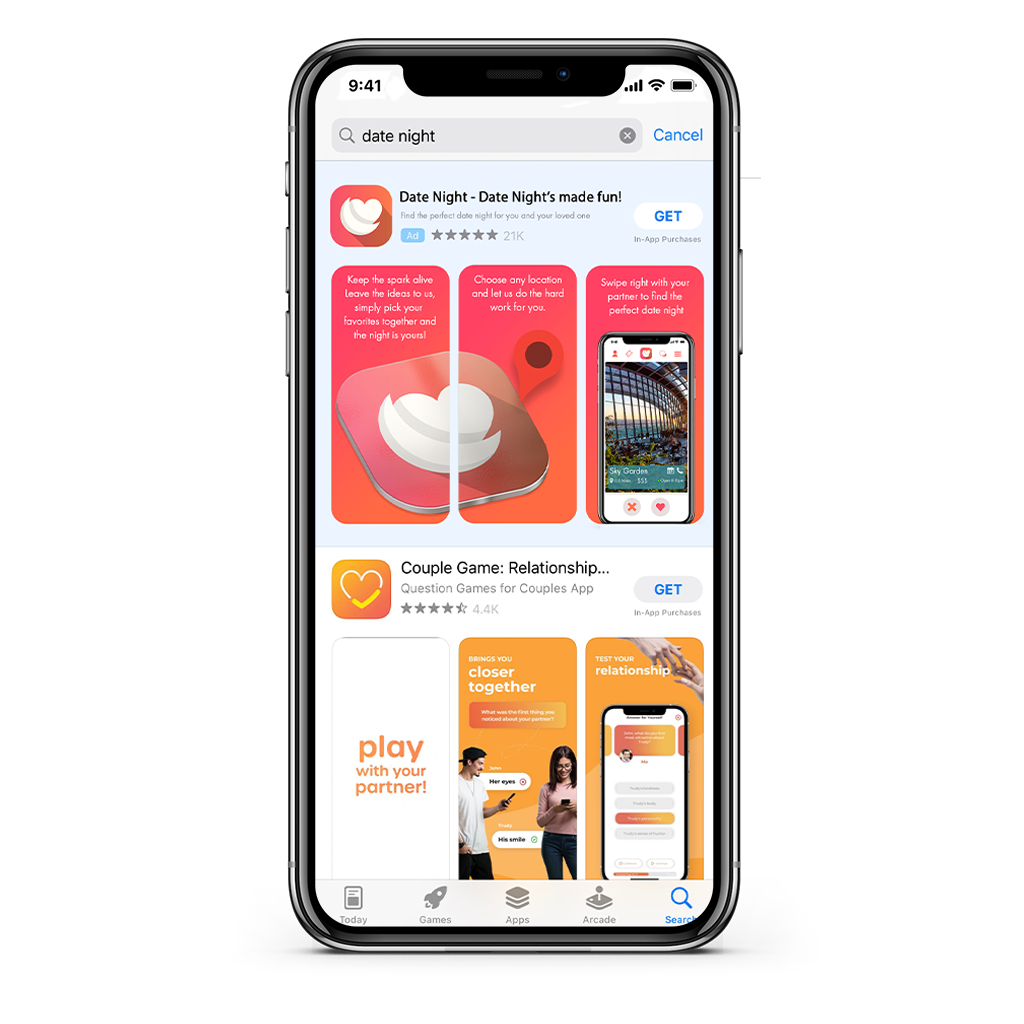 9:41
date night
Cancel
Date Night - Date Night's made fun!
Find the perfect date night for you and your loved one
GET
Ad
21K
In-App Purchases
Keep the spark alive
Leave the ideas to us,
simply pick your
favorites together and
the night is yours!
Choose any location
and let us do the hard
work for you.
Swipe right with your
partner to find the
perfect date night
Sky Garden
$$$
Couple Game: Relationship...
Question Games for Couples App
GET
4.4K
In-App Purchases
play
with your
partner!
BRINGS YOU
closer
together
What was the first thing you
noticed about your partner?
Her eyes
Trudy
His smile
TEST YOUR
relationship
Me
Today
Games
Apps
Arcade
Search